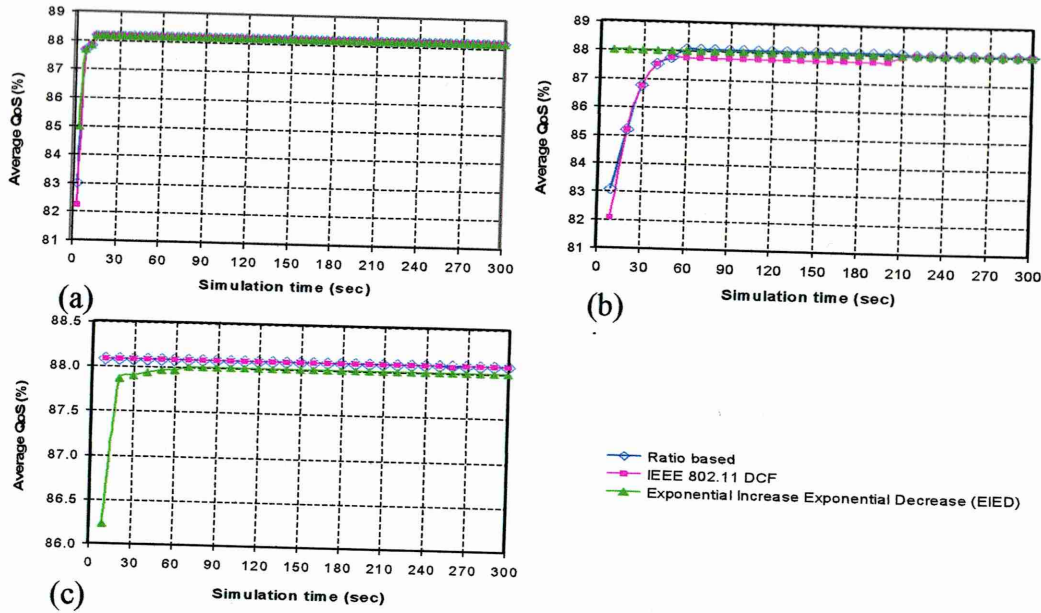 89
88
87
86
85
84
83
82
81
Average QoS (%)
0 30 60 90 120 150 180 210 240 270 300
Simulation time (sec)
(a)
89
88
87
86
85
84
83
82
81
Average QoS (%)
0 30 60 90 120 150 180 210 240 270 300
Simulation time (sec)
(b)
88.5
88.0
87.5
87.0
86.5
86.0
Average QoS (%)
0 30 60 90 120 150 180 210 240 270 300
Simulation time (sec)
(c)
Ratio based
IEEE 802.11 DCF
Exponential Increase Exponential Decrease (EIED)